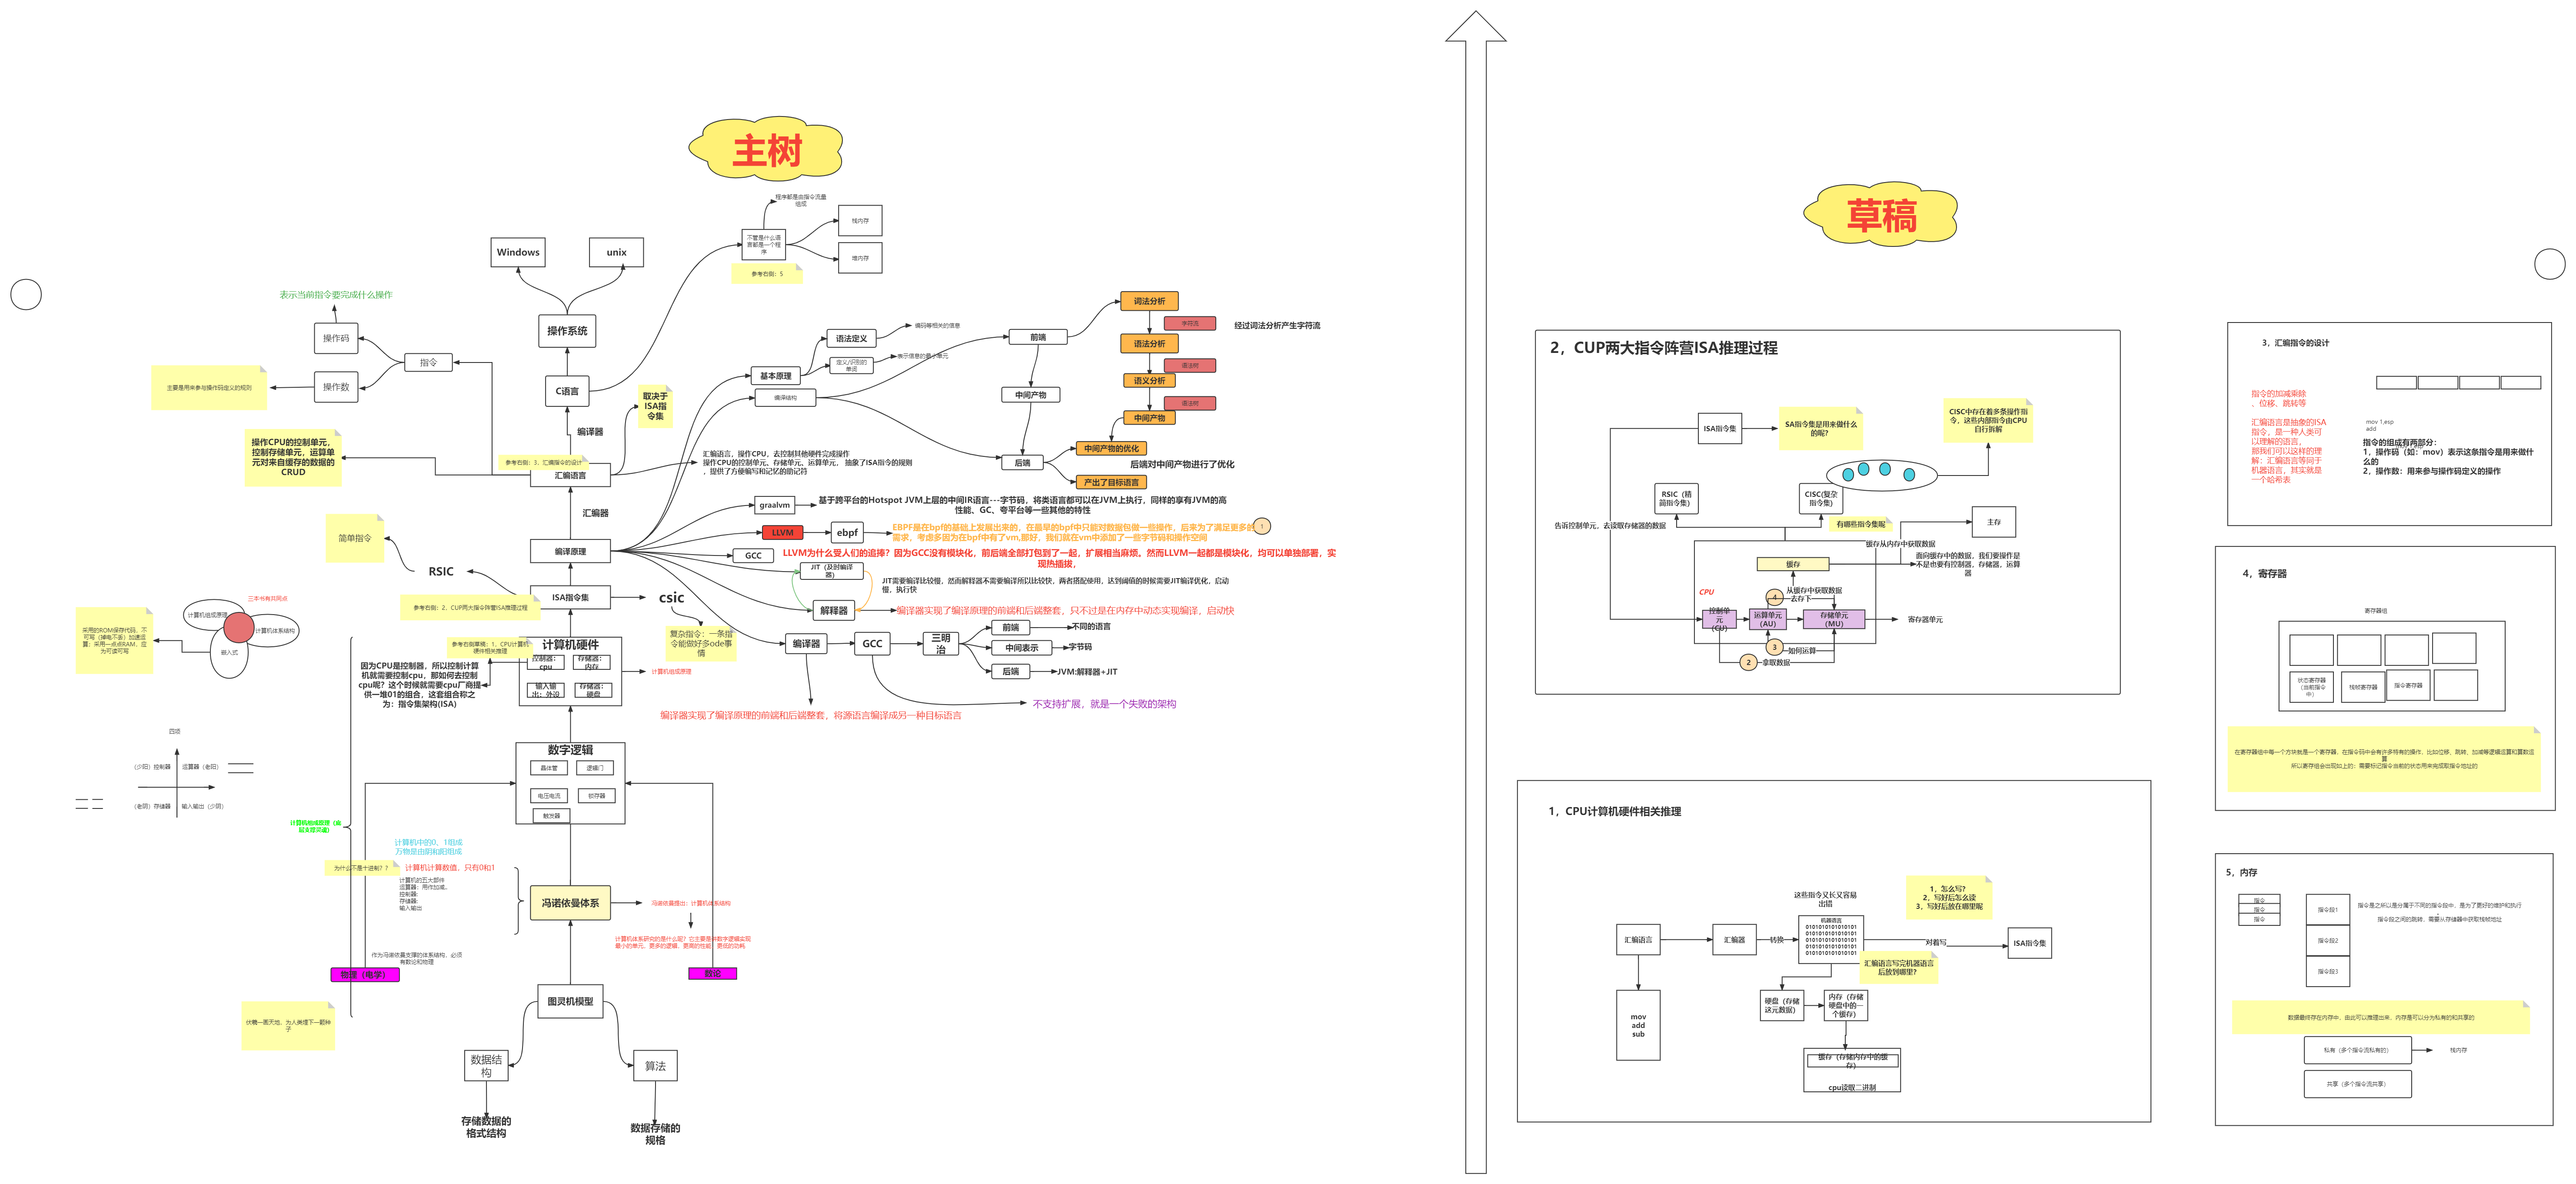 主树
程序都是由指令流量
组成
栈内存
不管是什么语
言都是一个程
序
堆内存
参考右侧：5
Windows
unix
操作系统
表示当前指令要完成什么操作
操作码
指令
操作数
主要是用来参与操作码定义的规则
C语言
取决于
ISA指
令集
编译器
操作CPU的控制单元，
控制存储单元，运算单
元对来自缓存的数据的
CRUD
参考右侧：3、汇编指令的设计
汇编语言
汇编语言，操作CPU，去控制其他硬件完成操作
操作CPU的控制单元、存储单元、运算单元， 抽象了ISA指令的规则
，提供了方便编写和记忆的助记符
汇编器
语法定义
编码等相关的信息
定义/识别的
单词
表示信息的最小单元
基本原理
编译结构
前端
中间产物
后端
词法分析
字符流
经过词法分析产生字符流
语法分析
语法树
语义分析
语法树
中间产物
中间产物的优化
后端对中间产物进行了优化
产出了目标语言
graalvm
基于跨平台的Hotspot JVM上层的中间IR语言---字节码，将类语言都可以在JVM上执行，同样的享有JVM的高
性能、GC、夸平台等一些其他的特性
LLVM
ebpf
EBPF是在bpf的基础上发展出来的，在最早的bpf中只能对数据包做一些操作，后来为了满足更多的
需求，考虑多因为在bpf中有了vm,那好，我们就在vm中添加了一些字节码和操作空间
1
GCC
LLVM为什么受人们的追捧？因为GCC没有模块化，前后端全部打包到了一起，扩展相当麻烦。然而LLVM一起都是模块化，均可以单独部署，实
现热插拔，
JIT（及时编译
器）
JIT需要编译比较慢，然而解释器不需要编译所以比较快，两者搭配使用，达到阈值的时候需要JIT编译优化，启动
慢，执行快
解释器
编译器实现了编译原理的前端和后端整套，只不过是在内存中动态实现编译，启动快
编译器
GCC
三明
治
前端
不同的语言
中间表示
字节码
后端
JVM:解释器+JIT
编译器实现了编译原理的前端和后端整套，将源语言编译成另一种目标语言
不支持扩展，就是一个失败的架构
编译原理
简单指令
RSIC
ISA指令集
csic
参考右侧：2、CUP两大指令阵营ISA推理过程
复杂指令：一条指
令能做好多ode事
情
三本书有共同点
计算机组成原理
计算机体系结构
嵌入式
采用的ROM保存代码，不
可写（掉电不丢）加速运
算：采用一点点RAM，应
为可读可写
参考右侧草稿：1、CPU计算机
硬件相关推理
计算机硬件
控制器：
cpu
存储器：
内存
输入输
出：外设
存储器：
硬盘
计算机组成原理
因为CPU是控制器，所以控制计算
机就需要控制cpu，那如何去控制
cpu呢？这个时候就需要cpu厂商提
供一堆01的组合，这套组合称之
为：指令集架构(ISA)
四项
（少阳）控制器
运算器（老阳）
（老阴）存储器
输入输出（少阴）
数字逻辑
晶体管
逻辑门
电压电流
锁存器
触发器
计算机中的0，1组成
万物是由阴和阳组成
为什么不是十进制？？
计算机计算数值，只有0和1
计算机的五大部件
运算器：用作加减、
控制器:
存储器:
输入输出
冯诺依曼体系
冯诺依曼提出：计算机体系结构
计算机体系研究的是什么呢？它主要是讲数字逻辑实现
最小的单元、更多的逻辑、更高的性能、更低的功耗
作为冯诺依曼支撑的体系结构，必须
有数论和物理
物理（电学）
数论
图灵机模型
数据结
构
算法
存储数据的
格式结构
数据存储的
规格
草稿
2，CUP两大指令阵营ISA推理过程
ISA指令集
SA指令集是用来做什么
的呢？
CISC中存在着多条操作指
令，这些内部指令由CPU
自行拆解
RSIC（精
简指令集）
CISC(复杂
指令集)
告诉控制单元，去读取存储器的数据
有哪些指令集呢
主存
缓存从内存中获取数据
缓存
面向缓存中的数据，我们要操作是
不是也要有控制器，存储器，运算
器
CPU
从缓存中获取数据
4
去存下
控制单
元
（CU）
运算单元
（AU）
存储单元
（MU）
寄存器单元
3
如何运算
2
拿取数据
1，CPU计算机硬件相关推理
这些指令又长又容易
出错
1，怎么写?
2，写好后怎么读
3，写好后放在哪里呢
汇编语言
汇编器
转换
机器语言
0101010101010101
0101010101010101
0101010101010101
0101010101010101
0101010101010101
对着写
ISA指令集
汇编语言写完机器语言
后放到哪里?
mov
add
sub
硬盘（存储
这元数据)
内存（存储
硬盘中的一
个缓存）
缓存（存储内存中的缓
存）
cpu读取二进制
3，汇编指令的设计
指令的加减乘除
、位移、跳转等
汇编语言是抽象的ISA
指令，是一种人类可
以理解的语言，
那我们可以这样的理
解：汇编语言等同于
机器语言，其实就是
一个哈希表
mov 1,esp
add
指令的组成有两部分：
1，操作码（如：mov）表示这条指令是用来做什
么的
2，操作数：用来参与操作码定义的操作
4，寄存器
寄存器组
状态寄存器
（当前指令
中）
栈帧寄存器
指令寄存器
在寄存器组中每一个方块就是一个寄存器，在指令码中会有许多特有的操作，比如位移，跳转，加减等逻辑运算和算数运
算
所以寄存组会出现如上的：需要标记指令当前的状态用来完成取指令地址的
5，内存
指令
指令
指令
指令段1
指令段2
指令段3
指令是之所以是分属于不同的指令段中，是为了更好的维护和执行
指令段之间的跳转，需要从存储器中获取栈帧地址
数据最终存在内存中，由此可以推理出来，内存是可以分为私有的和共享的
私有（多个指令流私有的）
栈内存
共享（多个指令流共享）